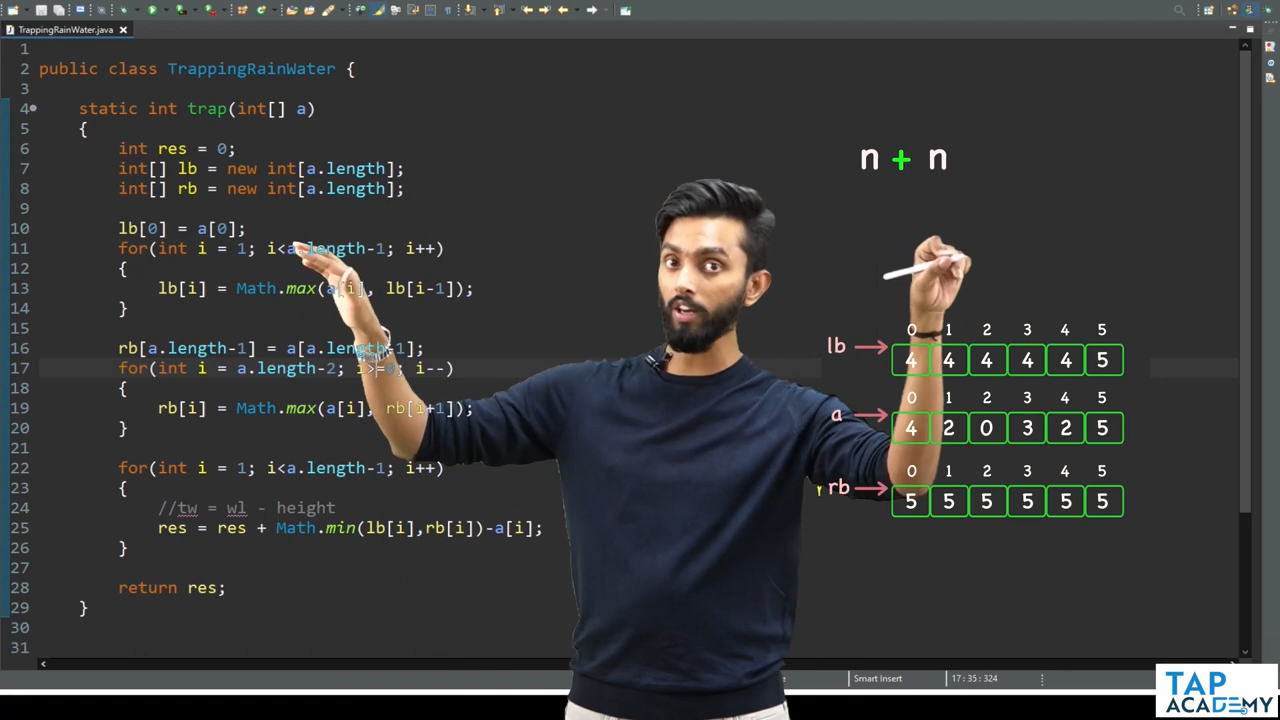 TrappingRainWater.java
1
2 public class TrappingRainWater {
3
4 static int trap(int[] a)
5 {
6 int res = 0;
7 int[] lb = new int[a.length];
8 int[] rb = new int[a.length];
9
10 lb[0] = a[0];
11 for(int i = 1; i<a.length-1; i++)
12 {
13 lb[i] = Math.max(a[i], lb[i-1]);
14 }
15
16 rb[a.length-1] = a[a.length-1];
17 for(int i = a.length-2; i>=0; i--)
18 {
19 rb[i] = Math.max(a[i], rb[i+1]);
20 }
21
22 for(int i = 1; i<a.length-1; i++)
23 {
24 //tw = wl - height
25 res = res + Math.min(lb[i],rb[i])-a[i];
26 }
27
28 return res;
29 }
30
31
n + n
0 1 2 3 4 5
lb 4 4 4 4 4 5
0 1 2 3 4 5
a 4 2 0 3 2 5
0 1 2 3 4 5
rb 5 5 5 5 5 5
Smart Insert 17 : 35 : 324
TAP
ACADEMY